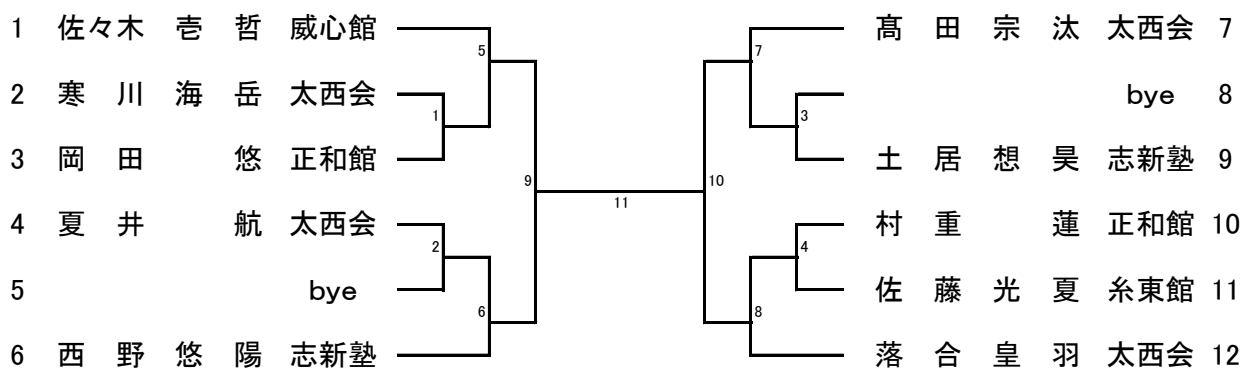 1 佐々木 壱 哲 威心館
5
2 寒 川 海 岳 太西会
1
3 岡 田 悠 正和館
9
4 夏 井 航 太西会
2
5 bye
6
6 西 野 悠 陽 志新塾
11
髙 田 宗 汰 太西会 7
7
bye 8
3
土 居 想 昊 志新塾 9
10
村 重 蓮 正和館 10
4
佐 藤 光 夏 糸東館 11
8
落 合 皇 羽 太西会 12